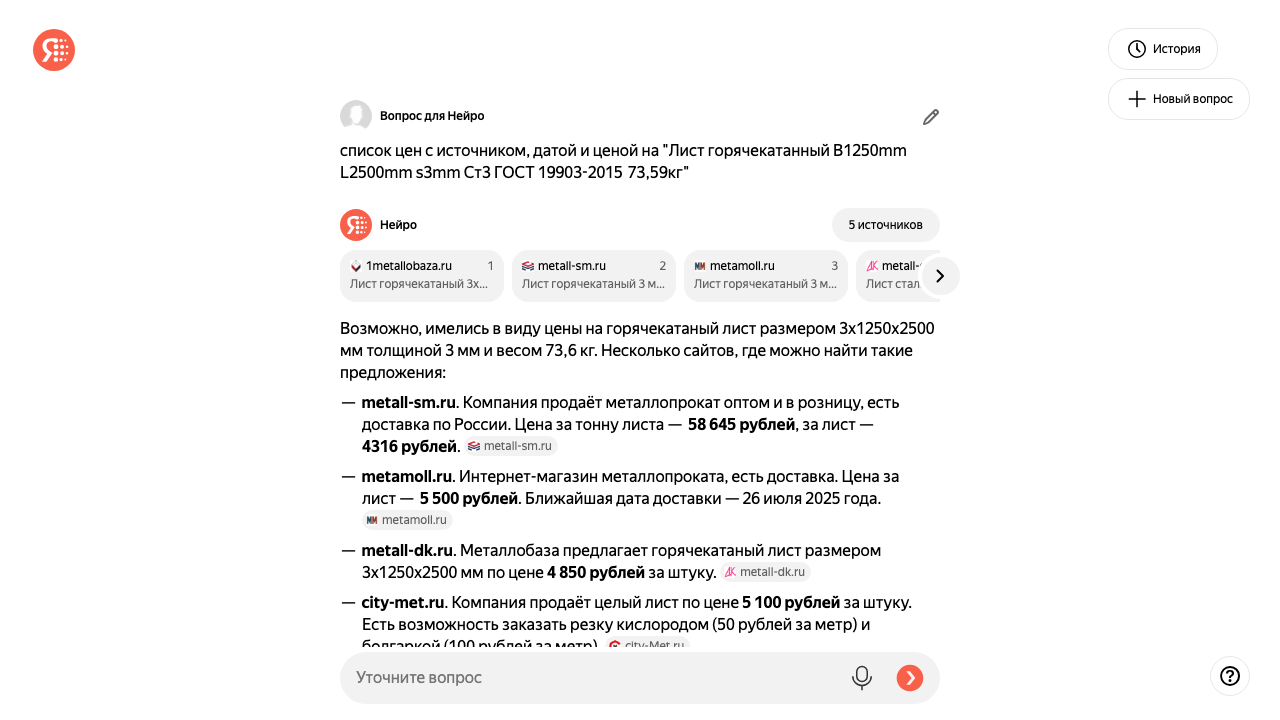 История
Новый вопрос
Вопрос для Нейро
список цен с источником, датой и ценой на "Лист горячекатанный B1250mm
L2500mm s3mm Ст3 ГОСТ 19903-2015 73,59кг"
Нейро
5 источников
1metallobaza.ru 1
Лист горячекатаный 3х...
metall-sm.ru 2
Лист горячекатаный 3 м...
metamoll.ru 3
Лист горячекатаный 3 м...
metall-
Лист стал
Возможно, имелись в виду цены на горячекатаный лист размером 3х1250х2500
мм толщиной 3 мм и весом 73,6 кг. Несколько сайтов, где можно найти такие
предложения:
— metall-sm.ru. Компания продаёт металлопрокат оптом и в розницу, есть
доставка по России. Цена за тонну листа — 58 645 рублей, за лист —
4316 рублей. metall-sm.ru
— metamoll.ru. Интернет-магазин металлопроката, есть доставка. Цена за
лист — 5 500 рублей. Ближайшая дата доставки — 26 июля 2025 года.
metamoll.ru
— metall-dk.ru. Металлобаза предлагает горячекатаный лист размером
3х1250х2500 мм по цене 4 850 рублей за штуку. metall-dk.ru
— city-met.ru. Компания продаёт целый лист по цене 5 100 рублей за штуку.
Есть возможность заказать резку кислородом (50 рублей за метр) и
болгаркой (100 рублей за метр). city-Met.ru
Уточните вопрос